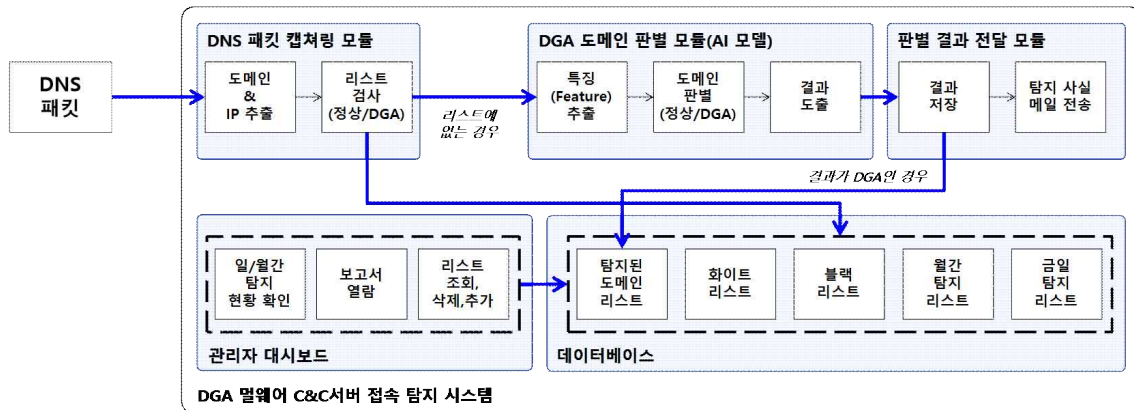 DNS 패킷 캡쳐링 모듈
DGA 도메인 판별 모듈(AI 모델)
판별 결과 전달 모듈
DNS
패킷
도메인
&
IP 추출
리스트
검사
(정상/DGA)
리스트에
없는 경우
특징
(Feature)
추출
도메인
판별
(정상/DGA)
결과
도출
결과
저장
탐지 사실
메일 전송
결과가 DGA인 경우
일/월간
탐지
현황 확인
보고서
열람
리스트
조회,
삭제,추가
탐지된
도메인
리스트
화이트
리스트
블랙
리스트
월간
탐지
리스트
금일
탐지
리스트
관리자 대시보드
데이터베이스
DGA 멀웨어 C&C서버 접속 탐지 시스템